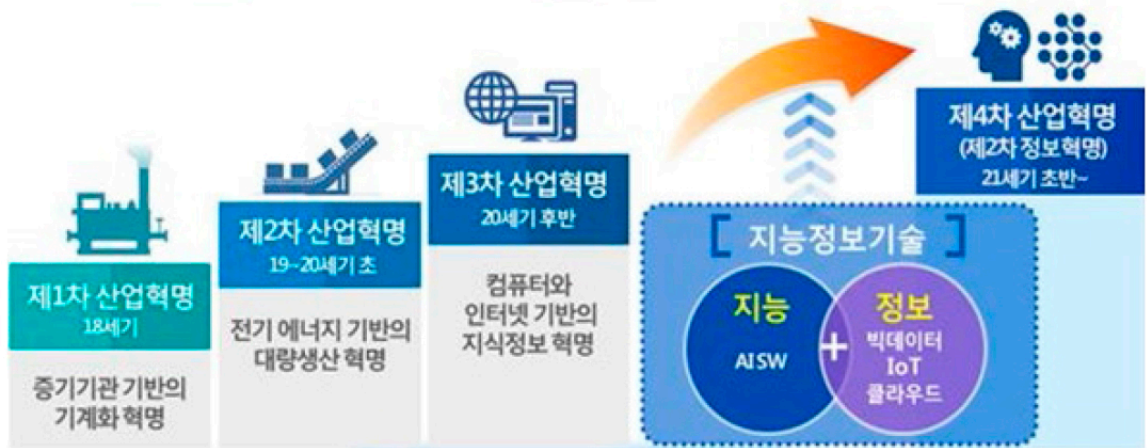 제1차 산업혁명
18세기
증기기관 기반의
기계화 혁명
제2차 산업혁명
19~20세기 초
전기 에너지 기반의
대량생산 혁명
제3차 산업혁명
20세기 후반
컴퓨터와
인터넷 기반의
지식정보 혁명
[ 지능정보기술 ]
지능
AI SW
+
정보
빅데이터
IoT
클라우드
제4차 산업혁명
(제2차 정보혁명)
21세기 초반~